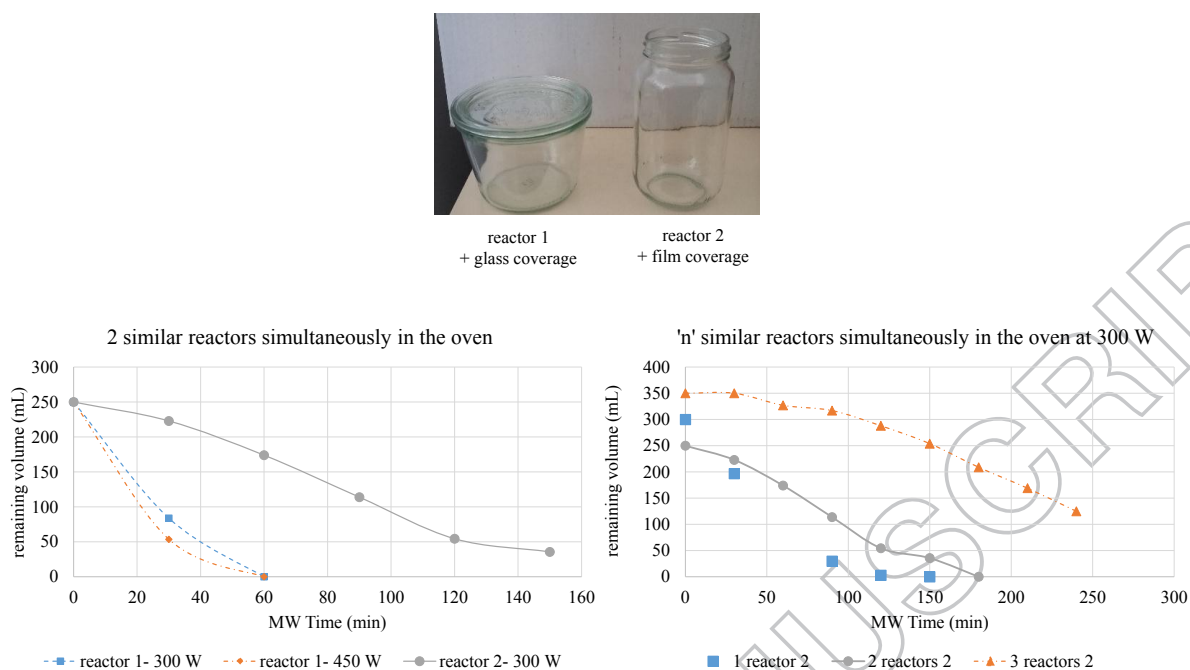 reactor 1
+ glass coverage
reactor 2
+ film coverage
2 similar reactors simultaneously in the oven
300
250
200
150
100
50
0
remaining volume (mL)
0 20 40 60 80 100 120 140 160
MW Time (min)
reactor 1- 300 W reactor 1- 450 W reactor 2- 300 W
'n' similar reactors simultaneously in the oven at 300 W
400
350
300
250
200
150
100
50
0
remaining volume (mL)
0 50 100 150 200 250 300
MW Time (min)
1 reactor 2 2 reactors 2 3 reactors 2
USCRIP